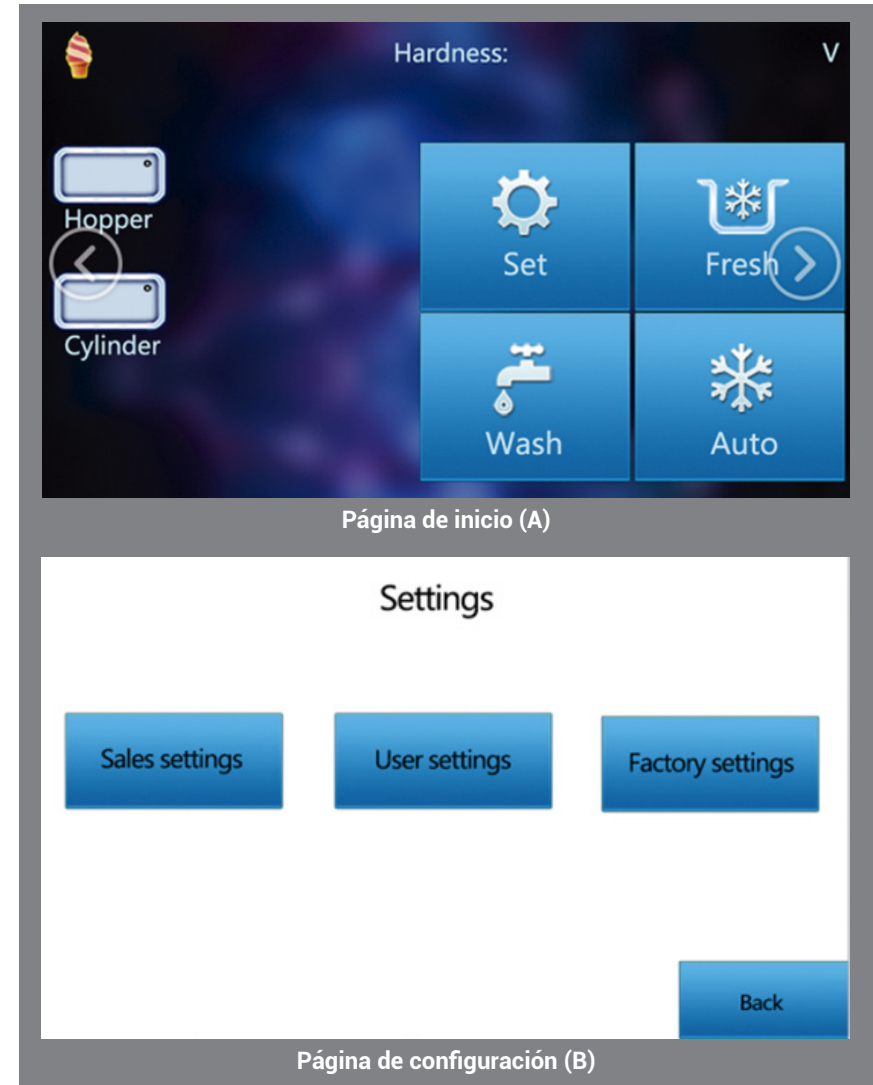 Hardness:
V
Hopper
Cylinder
Set
Fresh
Wash
Auto
Página de inicio (A)
Settings
Sales settings
User settings
Factory settings
Back
Página de configuración (B)